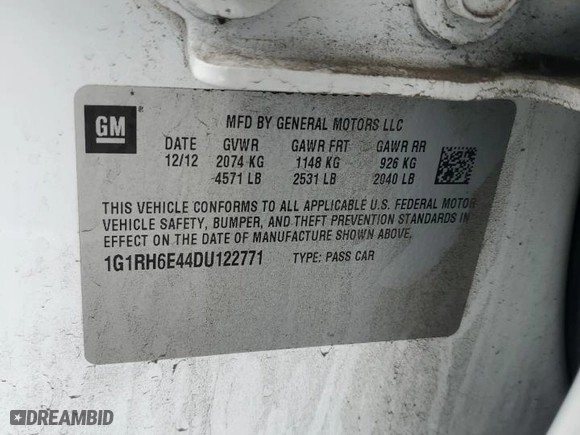 GM ®
MFD BY GENERAL MOTORS LLC
DATE GVWR GAWR FRT GAWR RR
12/12 2074 KG 1148 KG 926 KG
4571 LB 2531 LB 2040 LB
THIS VEHICLE CONFORMS TO ALL APPLICABLE U.S. FEDERAL MOTOR
VEHICLE SAFETY, BUMPER, AND THEFT PREVENTION STANDARDS IN
EFFECT ON THE DATE OF MANUFACTURE SHOWN ABOVE.
1G1RH6E44DU122771 TYPE: PASS CAR
DREAMBID